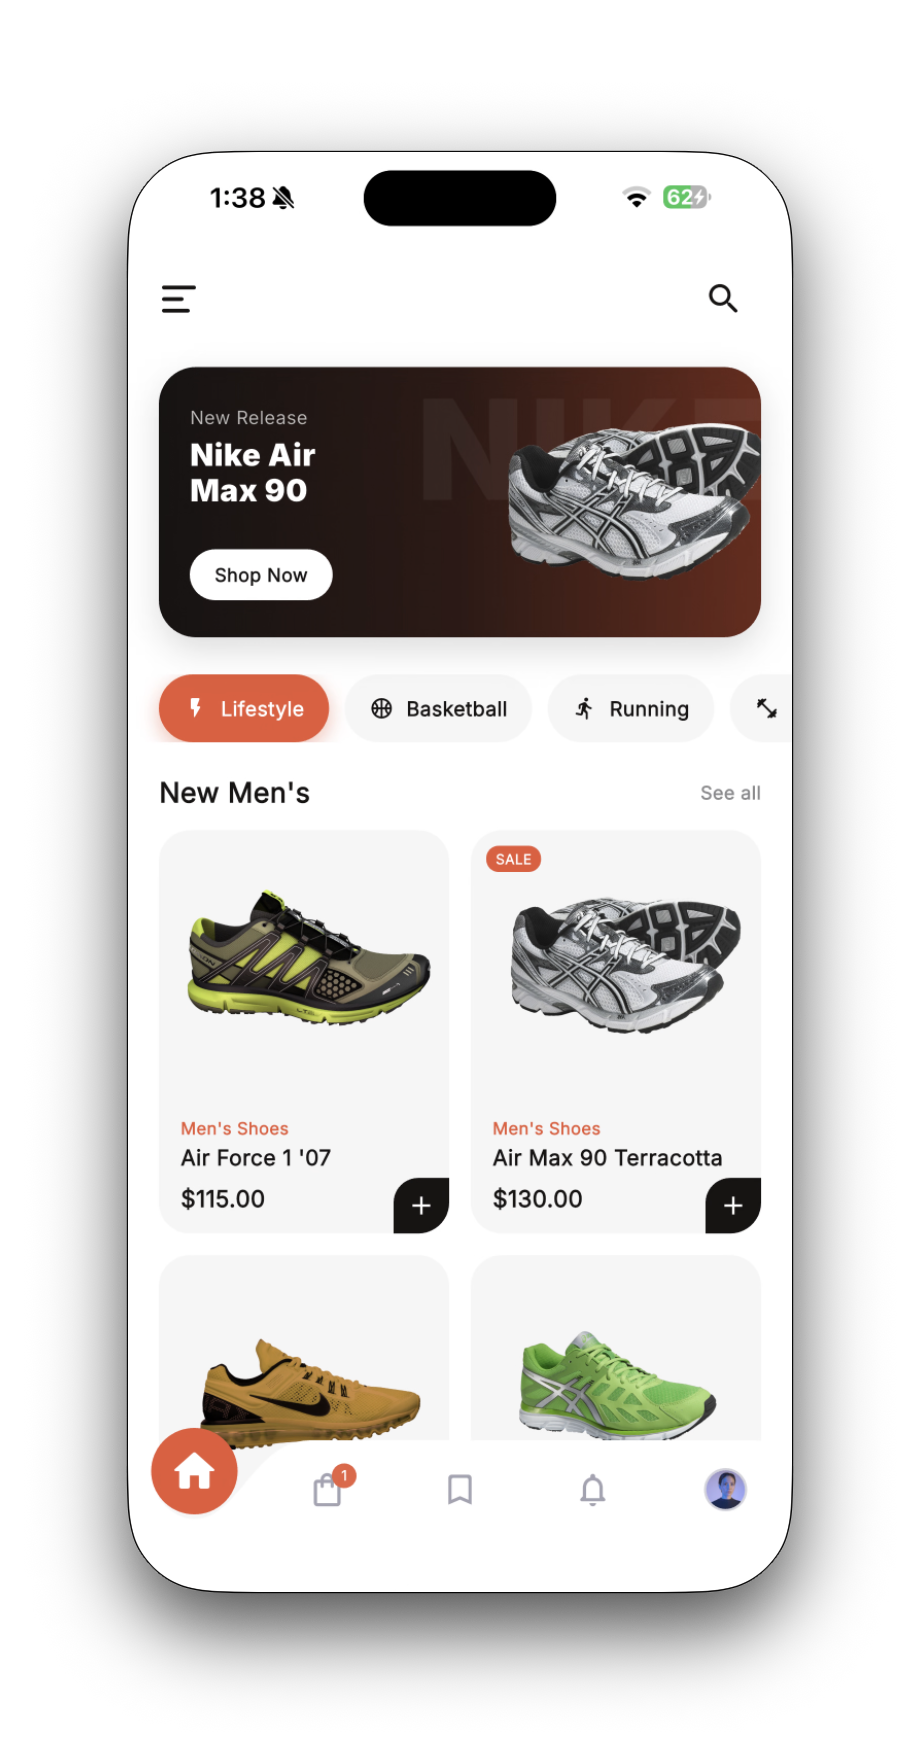 1:38
62
NIKE
New Release
Nike Air
Max 90
Shop Now
Lifestyle
Basketball
Running
New Men's
See all
SALE
Men's Shoes
Air Force 1 '07
$115.00
Men's Shoes
Air Max 90 Terracotta
$130.00
1